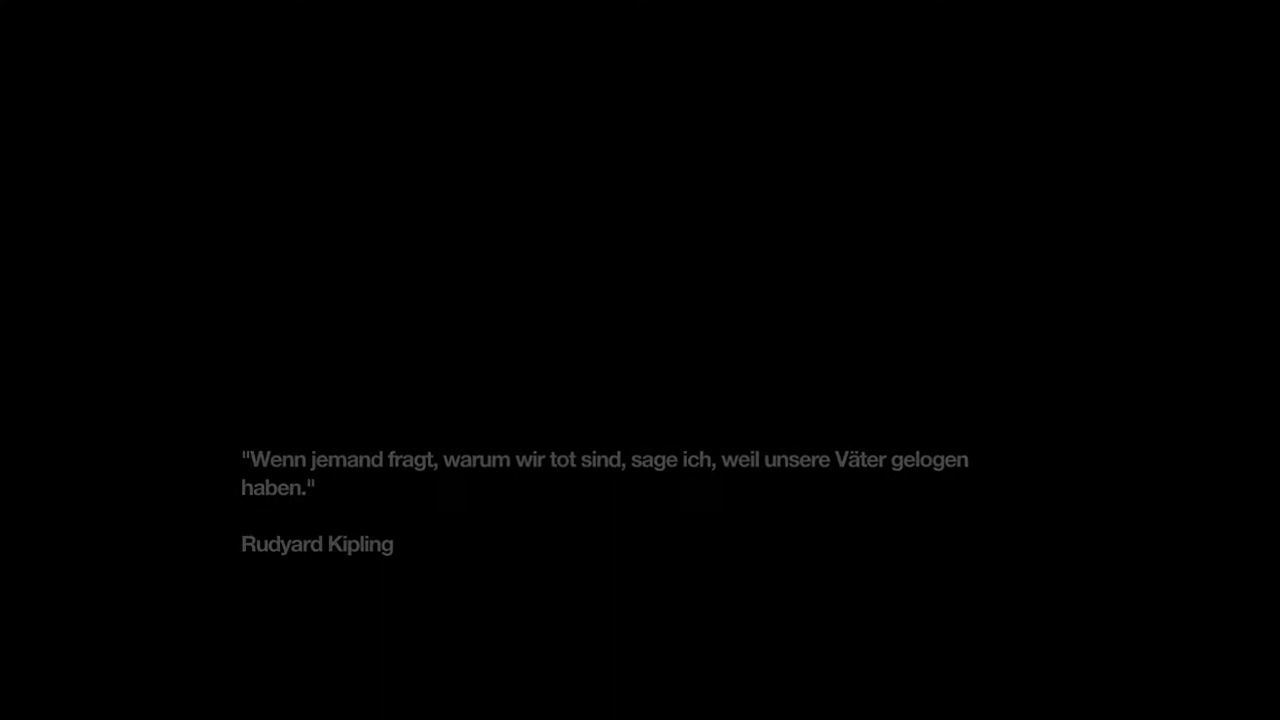 "Wenn jemand fragt, warum wir tot sind, sage ich, weil unsere Väter gelogen
haben."
Rudyard Kipling